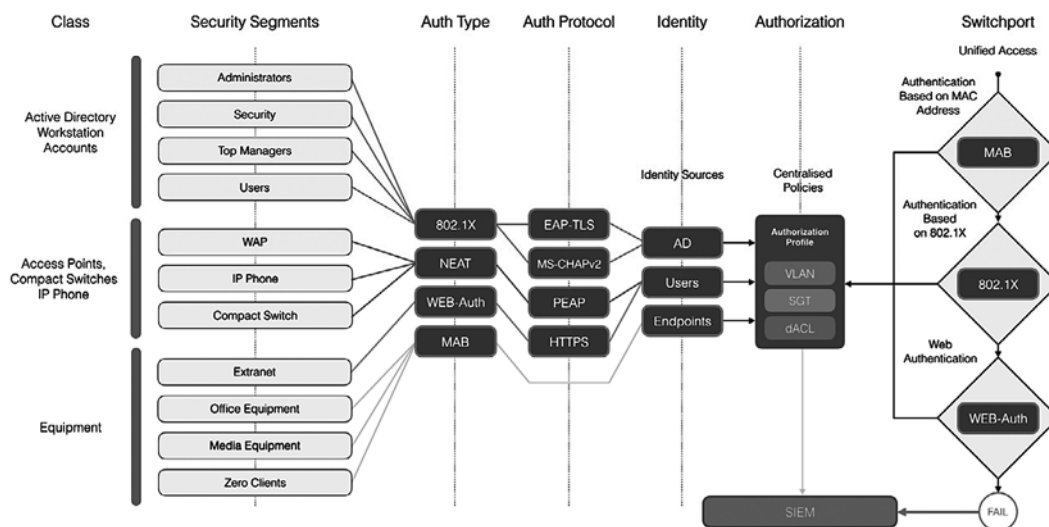 Class
Security Segments
Auth Type
Auth Protocol
Identity
Authorization
Switchport
Unified Access
Active Directory
Workstation
Accounts
Administrators
Security
Top Managers
Users
Access Points,
Compact Switches
IP Phone
WAP
IP Phone
Compact Switch
Equipment
Extranet
Office Equipment
Media Equipment
Zero Clients
802.1X
NEAT
WEB-Auth
MAB
EAP-TLS
MS-CHAPv2
PEAP
HTTPS
Identity Sources
AD
Users
Endpoints
Centralised
Policies
Authorization
Profile
VLAN
SGT
dACL
SIEM
Authentication
Based on MAC
Address
MAB
Authentication
Based
on 802.1X
802.1X
Web
Authentication
WEB-Auth
FAIL